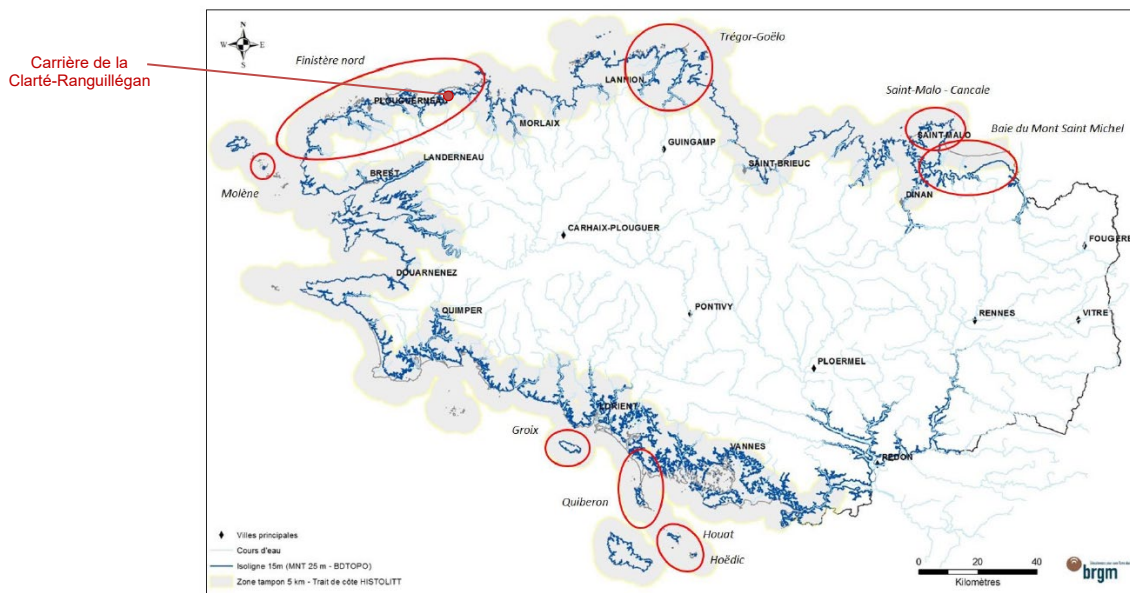 Carrière de la
Clarté-Ranguillégan
N
W
E
S
Finistère nord
Trégor-Goëlo
Saint-Malo - Cancale
Baie du Mont Saint Michel
Molène
Groix
Quiberon
Houat
Hoëdic
PLOUGUERNEAU
LANNION
MORLAIX
GUINGAMP
SAINT-MALO
SAINT-BRIEUC
LANDERNEAU
BREST
DINAN
FOUGERE
CARHAIX-PLOUGUER
DOUARNENEZ
QUIMPER
PONTIVY
RENNES
VITRE
PLOERMEL
LORIENT
VANNES
REDON
Villes principales
Cours d'eau
Isoligne 15m (MNT 25 m - BDTOPO)
Zone tampon 5 km - Trait de côte HISTOLITT
0 10 20 40
Kilomètres
brgm